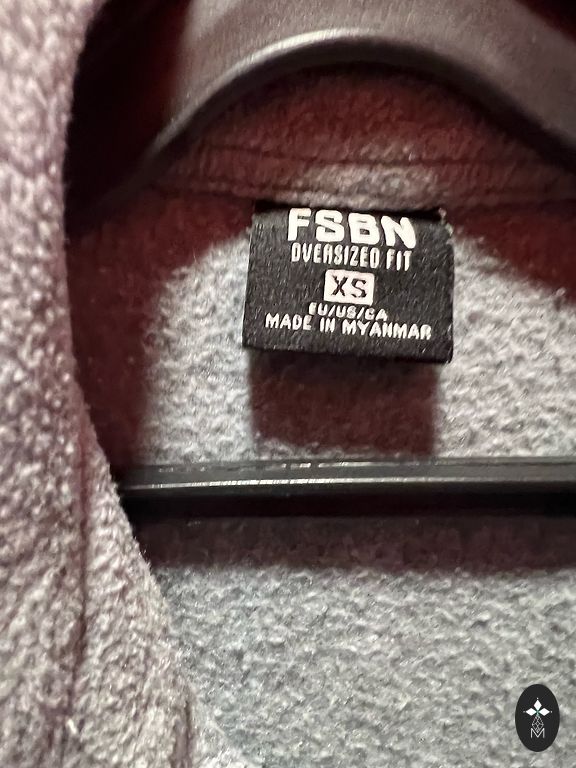 FSBN
OVERSIZED FIT
XS
EU/US/CA
MADE IN MYANMAR
M